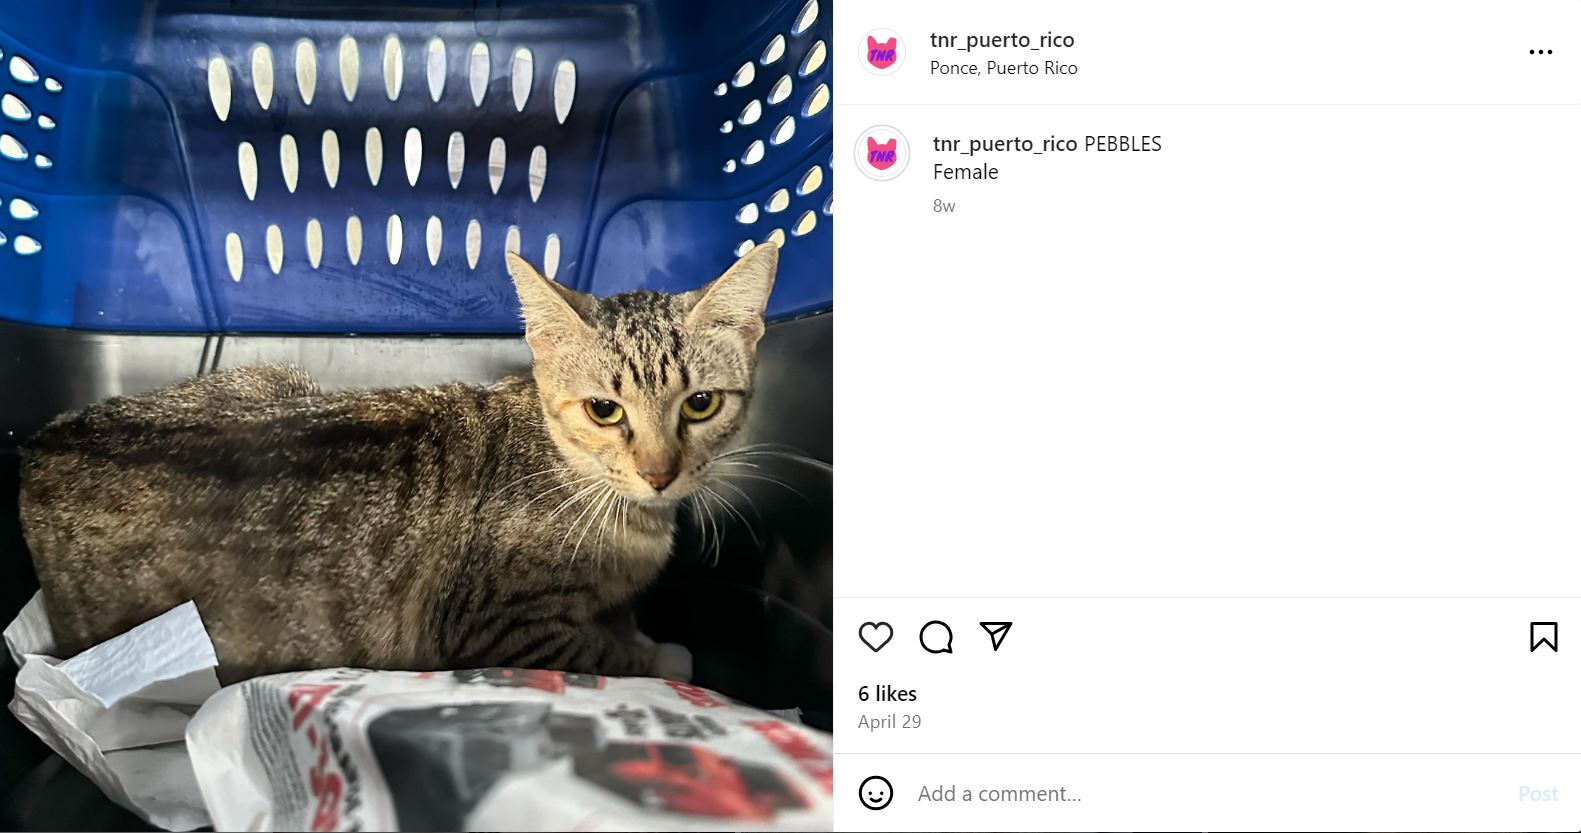 TNR
tnr_puerto_rico
Ponce, Puerto Rico
TNR
tnr_puerto_rico PEBBLES
Female
8w
6 likes
April 29
Add a comment...
Post